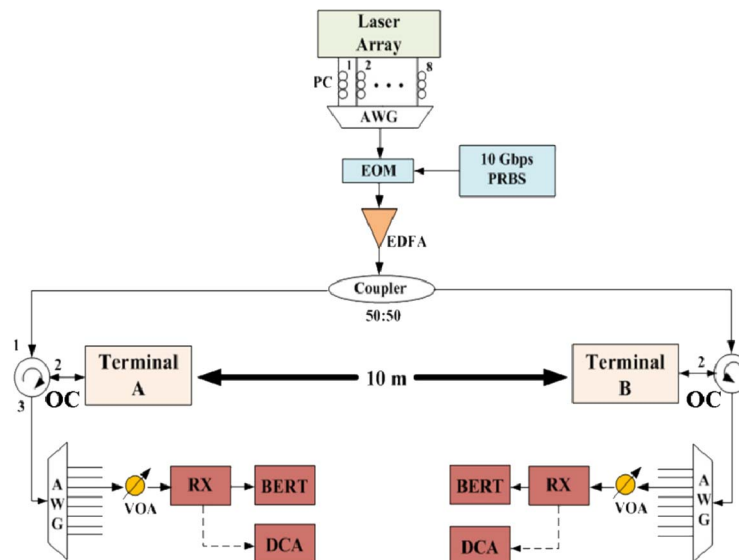 Laser
Array
PC
1
2
8
AWG
EOM
10 Gbps
PRBS
EDFA
Coupler
50:50
1
2
3
OC
Terminal
A
10 m
Terminal
B
2
OC
A
W
G
VOA
RX
BERT
DCA
BERT
RX
VOA
A
W
G
DCA